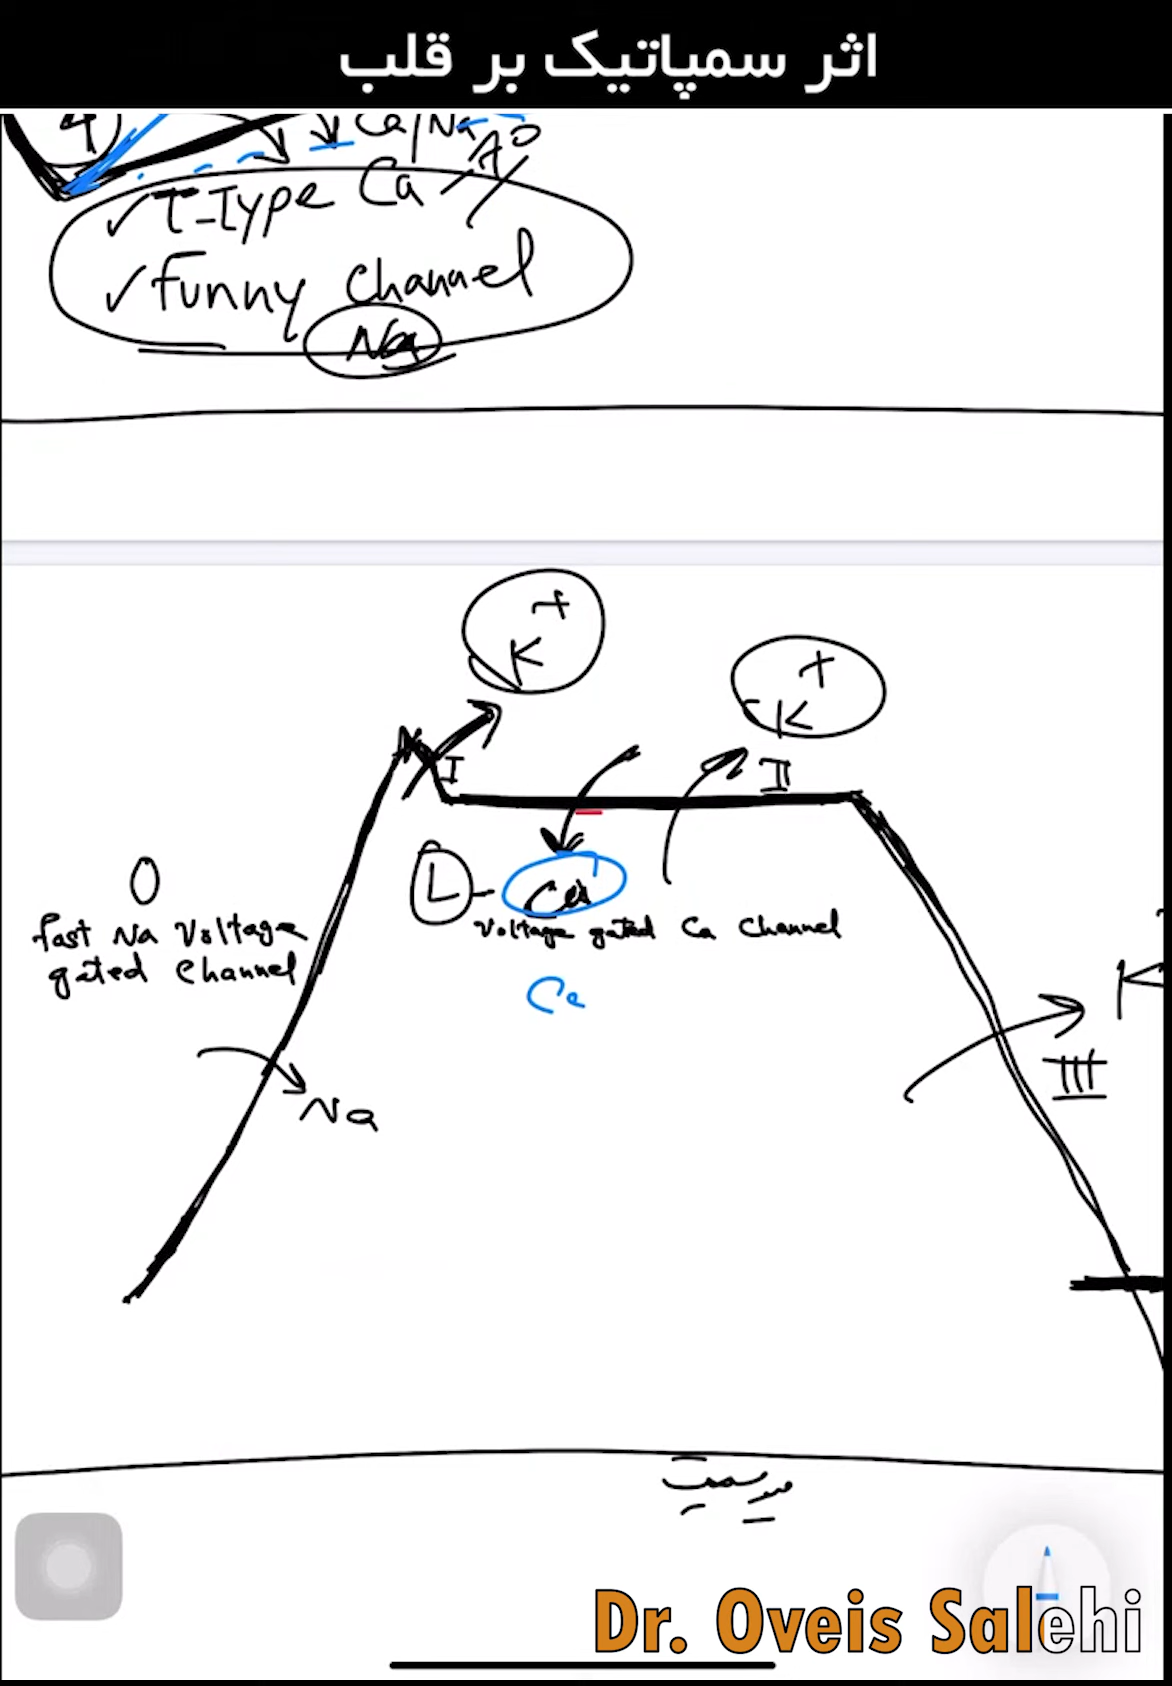 اثر سمپاتیک بر قلب
4
Ca/Na
T-Type Ca
Funny Channel
Na
K+
K+
I
II
0
L-Ca
Fast Na Voltage
gated Channel
Voltage gated Ca Channel
Ca
K
III
Na
Dr. Oveis Salehi